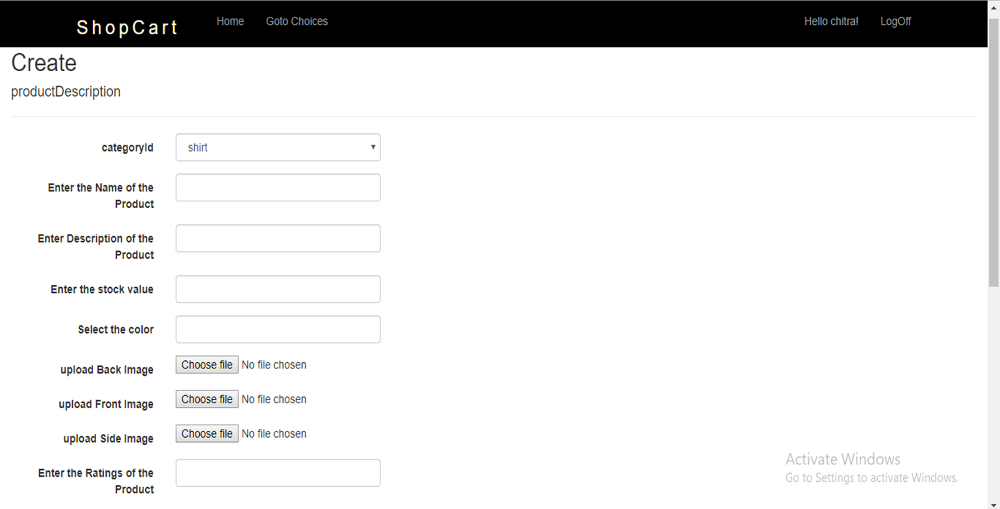 ShopCart Home Goto Choices Hello chitra! LogOff
Create
productDescription
categoryId shirt
Enter the Name of the
Product
Enter Description of the
Product
Enter the stock value
Select the color
upload Back Image Choose file No file chosen
upload Front Image Choose file No file chosen
upload Side Image Choose file No file chosen
Enter the Ratings of the
Product
Activate Windows
Go to Settings to activate Windows.